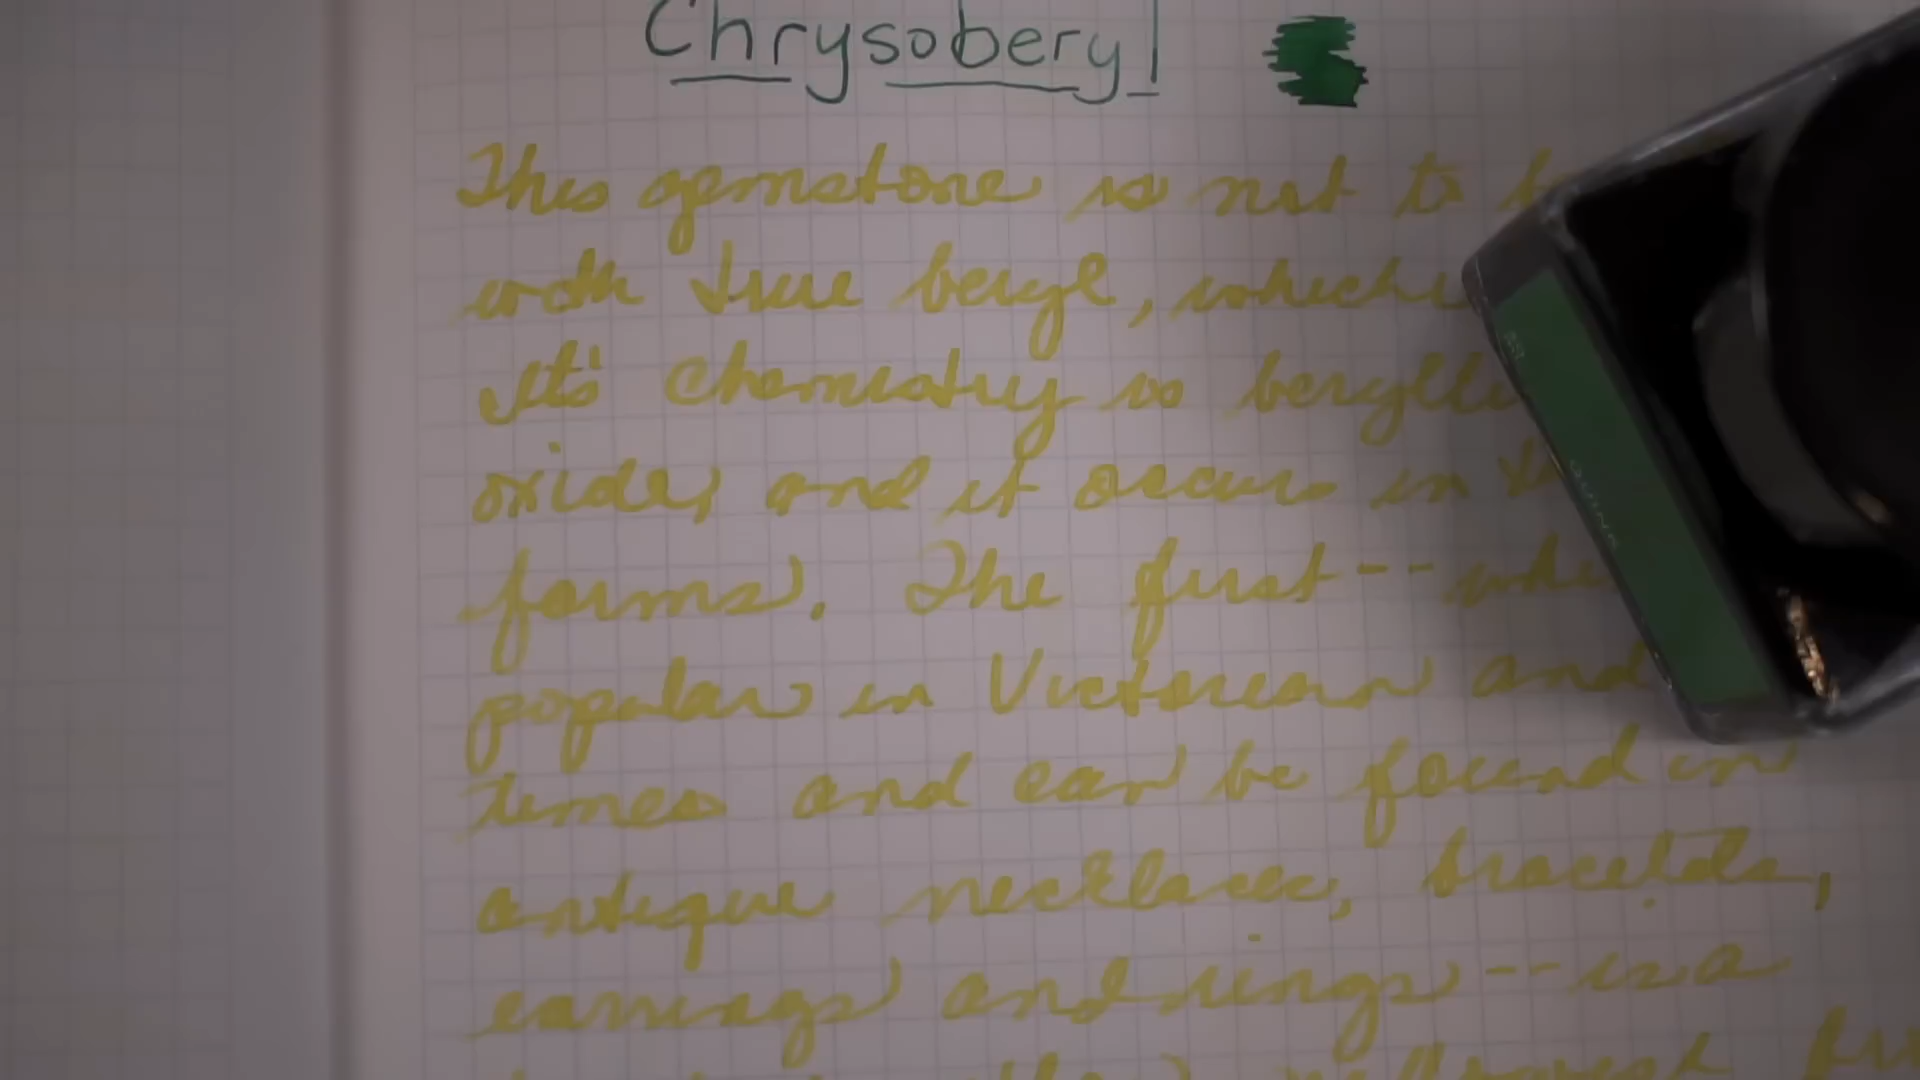 Chrysoberyl
This gemstone is not to
with true beryl, which
It's chemistry is
oxide, and it occurs in
forms. The first--
popular in Victorian and
times and can be found in
antique necklaces, bracelets,
earrings and rings -- is a